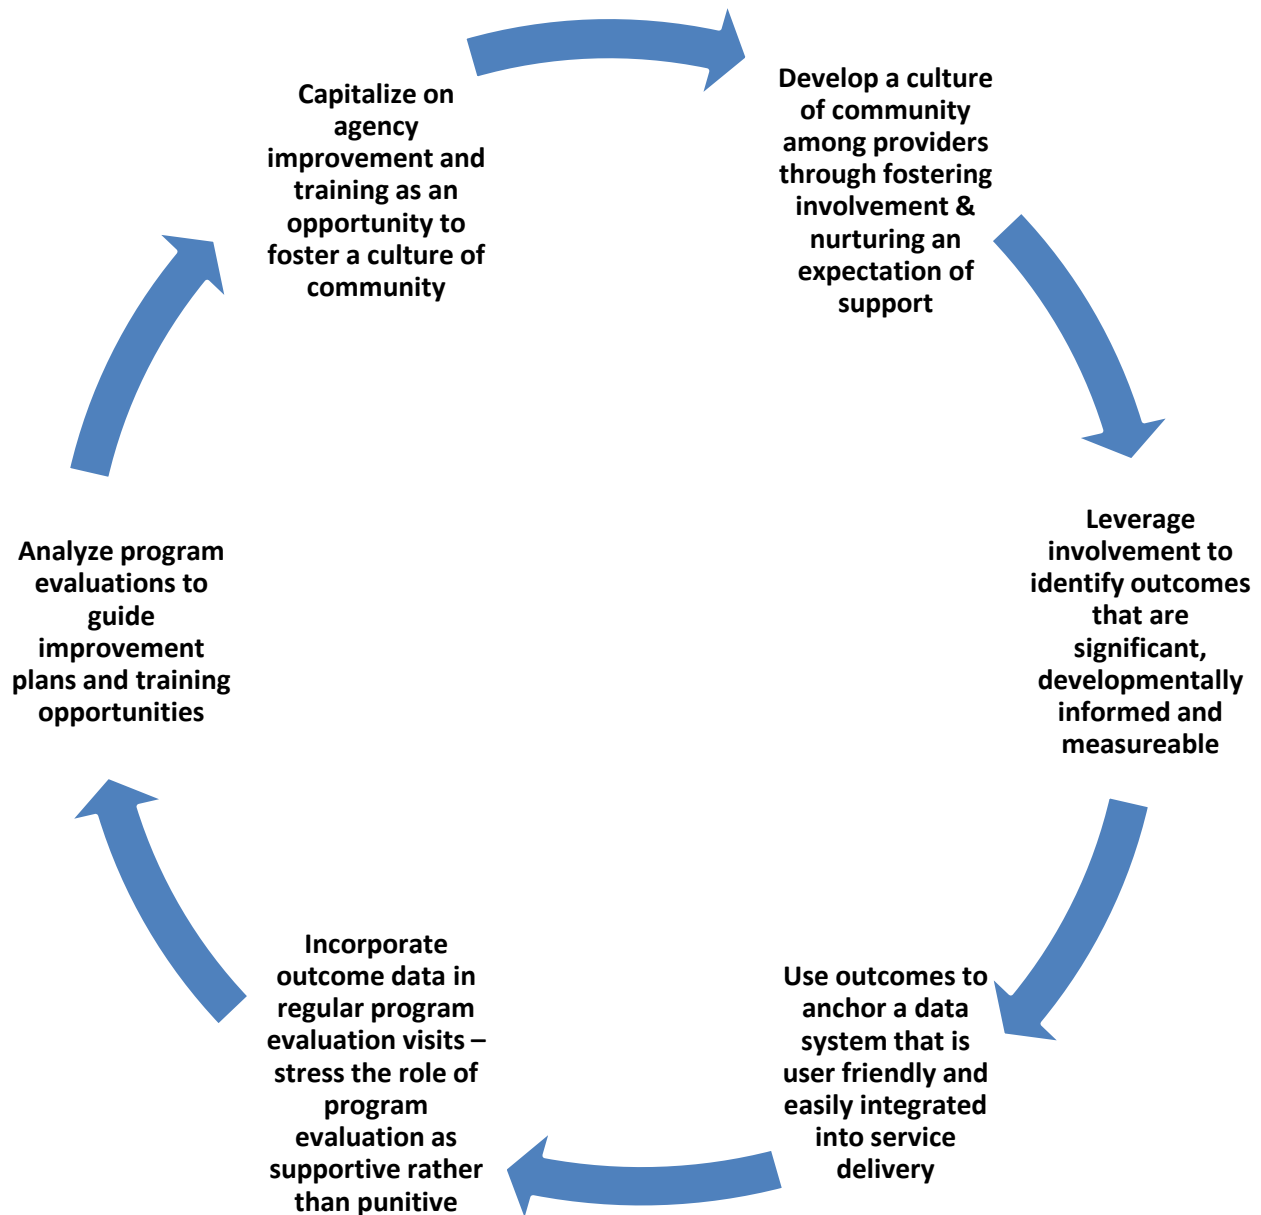 Capitalize on
agency
improvement and
training as an
opportunity to
foster a culture of
community
Develop a culture
of community
among providers
through fostering
involvement &
nurturing an
expectation of
support
Leverage
involvement to
identify outcomes
that are
significant,
developmentally
informed and
measureable
Use outcomes to
anchor a data
system that is
user friendly and
easily integrated
into service
delivery
Incorporate
outcome data in
regular program
evaluation visits –
stress the role of
program
evaluation as
supportive rather
than punitive
Analyze program
evaluations to
guide
improvement
plans and training
opportunities